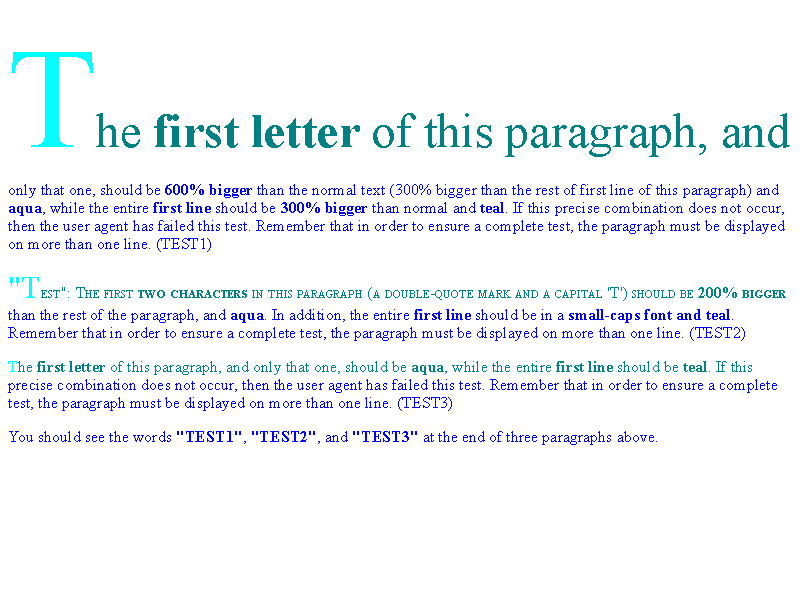 The first letter of this paragraph, and
only that one, should be 600% bigger than the normal text (300% bigger than the rest of first line of this paragraph) and
aqua, while the entire first line should be 300% bigger than normal and teal. If this precise combination does not occur,
then the user agent has failed this test. Remember that in order to ensure a complete test, the paragraph must be displayed
on more than one line. (TEST1)
"Test": The first two characters in this paragraph (a double-quote mark and a capital 'T') should be 200% bigger
than the rest of the paragraph, and aqua. In addition, the entire first line should be in a small-caps font and teal.
Remember that in order to ensure a complete test, the paragraph must be displayed on more than one line. (TEST2)
The first letter of this paragraph, and only that one, should be aqua, while the entire first line should be teal. If this
precise combination does not occur, then the user agent has failed this test. Remember that in order to ensure a complete
test, the paragraph must be displayed on more than one line. (TEST3)
You should see the words "TEST1", "TEST2", and "TEST3" at the end of three paragraphs above.